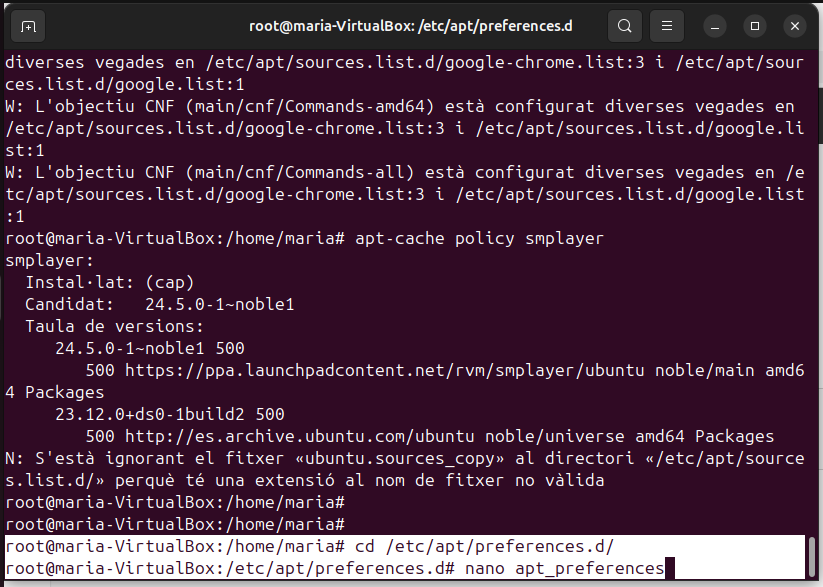 root@maria-VirtualBox: /etc/apt/preferences.d
diverses vegades en /etc/apt/sources.list.d/google-chrome.list:3 i /etc/apt/sour
ces.list.d/google.list:1
W: L'objectiu CNF (main/cnf/Commands-amd64) està configurat diverses vegades en
/etc/apt/sources.list.d/google-chrome.list:3 i /etc/apt/sources.list.d/google.li
st:1
W: L'objectiu CNF (main/cnf/Commands-all) està configurat diverses vegades en /e
tc/apt/sources.list.d/google-chrome.list:3 i /etc/apt/sources.list.d/google.list
:1
root@maria-VirtualBox:/home/maria# apt-cache policy smplayer
smplayer:
  Instal·lat: (cap)
  Candidat:   24.5.0-1~noble1
  Taula de versions:
     24.5.0-1~noble1 500
        500 https://ppa.launchpadcontent.net/rvm/smplayer/ubuntu noble/main amd6
4 Packages
     23.12.0+ds0-1build2 500
        500 http://es.archive.ubuntu.com/ubuntu noble/universe amd64 Packages
N: S'està ignorant el fitxer «ubuntu.sources_copy» al directori «/etc/apt/source
s.list.d/» perquè té una extensió al nom de fitxer no vàlida
root@maria-VirtualBox:/home/maria#
root@maria-VirtualBox:/home/maria#
root@maria-VirtualBox:/home/maria# cd /etc/apt/preferences.d/
root@maria-VirtualBox:/etc/apt/preferences.d# nano apt_preferences